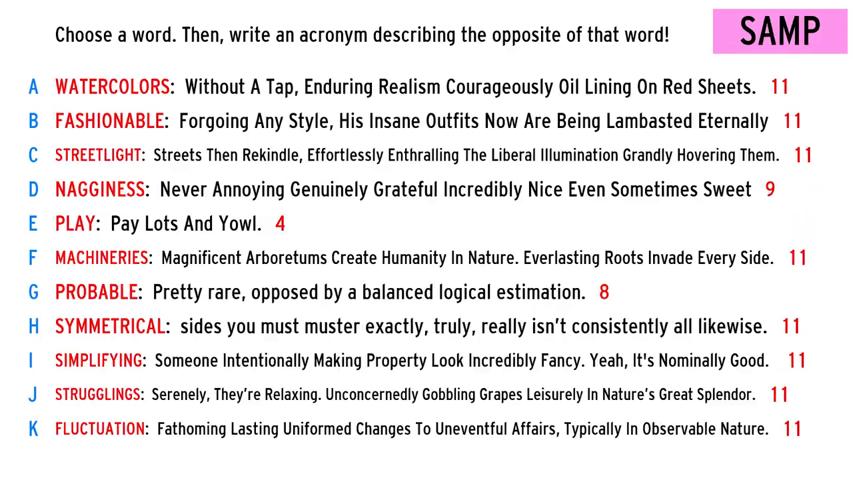 Choose a word. Then, write an acronym describing the opposite of that word!
SAMP
A WATERCOLORS: Without A Tap, Enduring Realism Courageously Oil Lining On Red Sheets. 11
B FASHIONABLE: Forgoing Any Style, His Insane Outfits Now Are Being Lambasted Eternally 11
C STREETLIGHT: Streets Then Rekindle, Effortlessly Enthralling The Liberal Illumination Grandly Hovering Them. 11
D NAGGINESS: Never Annoying Genuinely Grateful Incredibly Nice Even Sometimes Sweet 9
E PLAY: Pay Lots And Yowl. 4
F MACHINERIES: Magnificent Arboretums Create Humanity In Nature. Everlasting Roots Invade Every Side. 11
G PROBABLE: Pretty rare, opposed by a balanced logical estimation. 8
H SYMMETRICAL: sides you must muster exactly, truly, really isn't consistently all likewise. 11
I SIMPLIFYING: Someone Intentionally Making Property Look Incredibly Fancy. Yeah, It's Nominally Good. 11
J STRUGGLINGS: Serenely, They're Relaxing. Unconcernedly Gobbling Grapes Leisurely In Nature's Great Splendor. 11
K FLUCTUATION: Fathoming Lasting Uniformed Changes To Uneventful Affairs, Typically In Observable Nature. 11